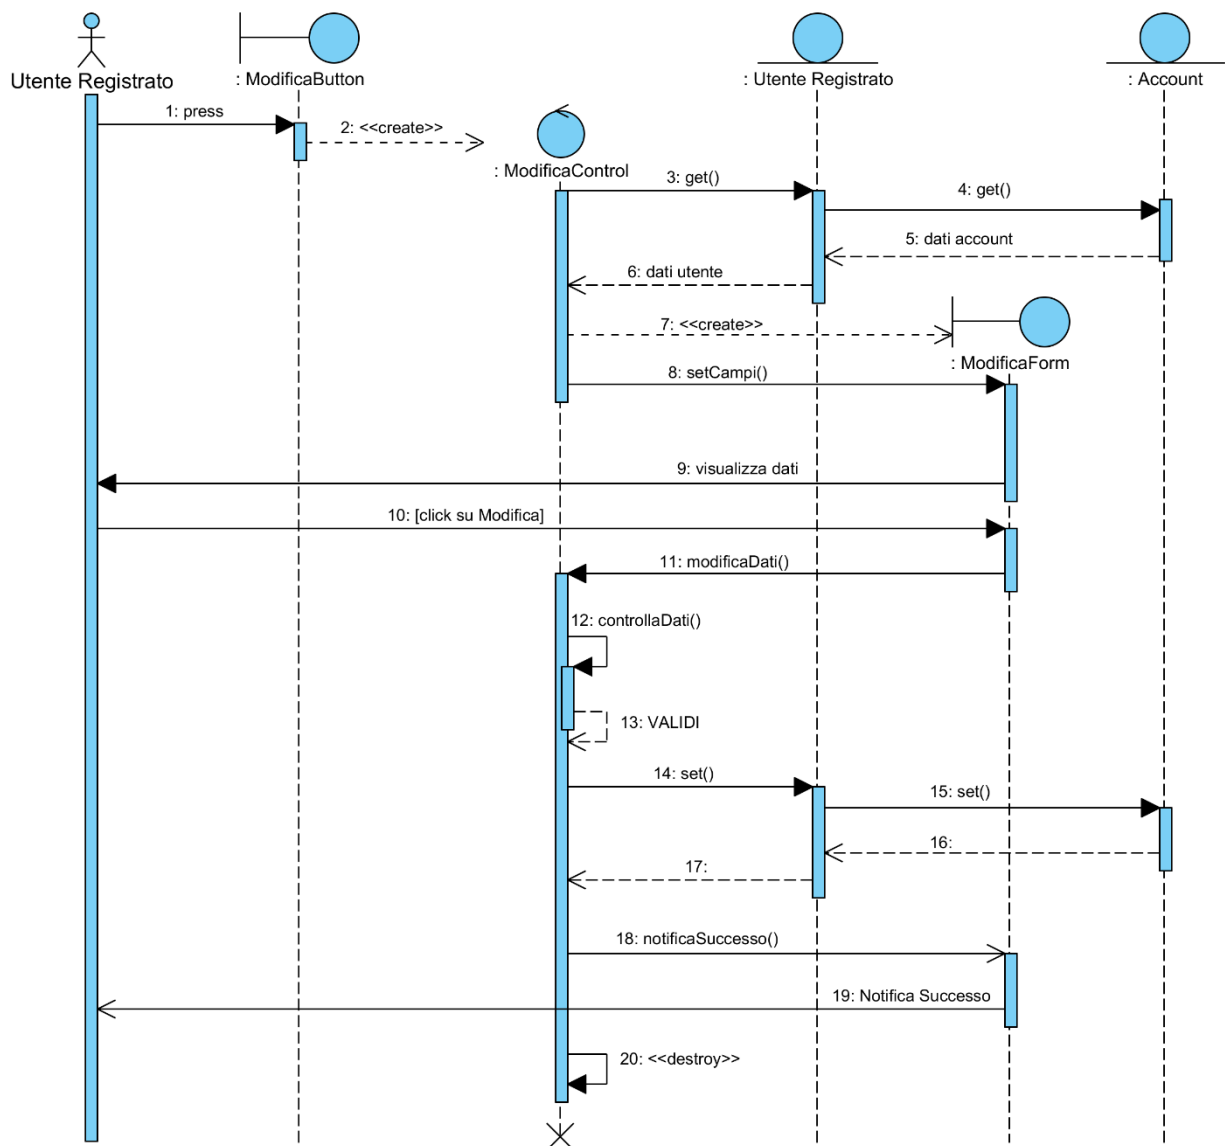 Utente Registrato
: ModificaButton
: Utente Registrato
: Account
1: press
2: <<create>>
: ModificaControl
3: get()
4: get()
5: dati account
6: dati utente
7: <<create>>
: ModificaForm
8: setCampi()
9: visualizza dati
10: [click su Modifica]
11: modificaDati()
12: controllaDati()
13: VALIDI
14: set()
15: set()
16:
17:
18: notificaSuccesso()
19: Notifica Successo
20: <<destroy>>